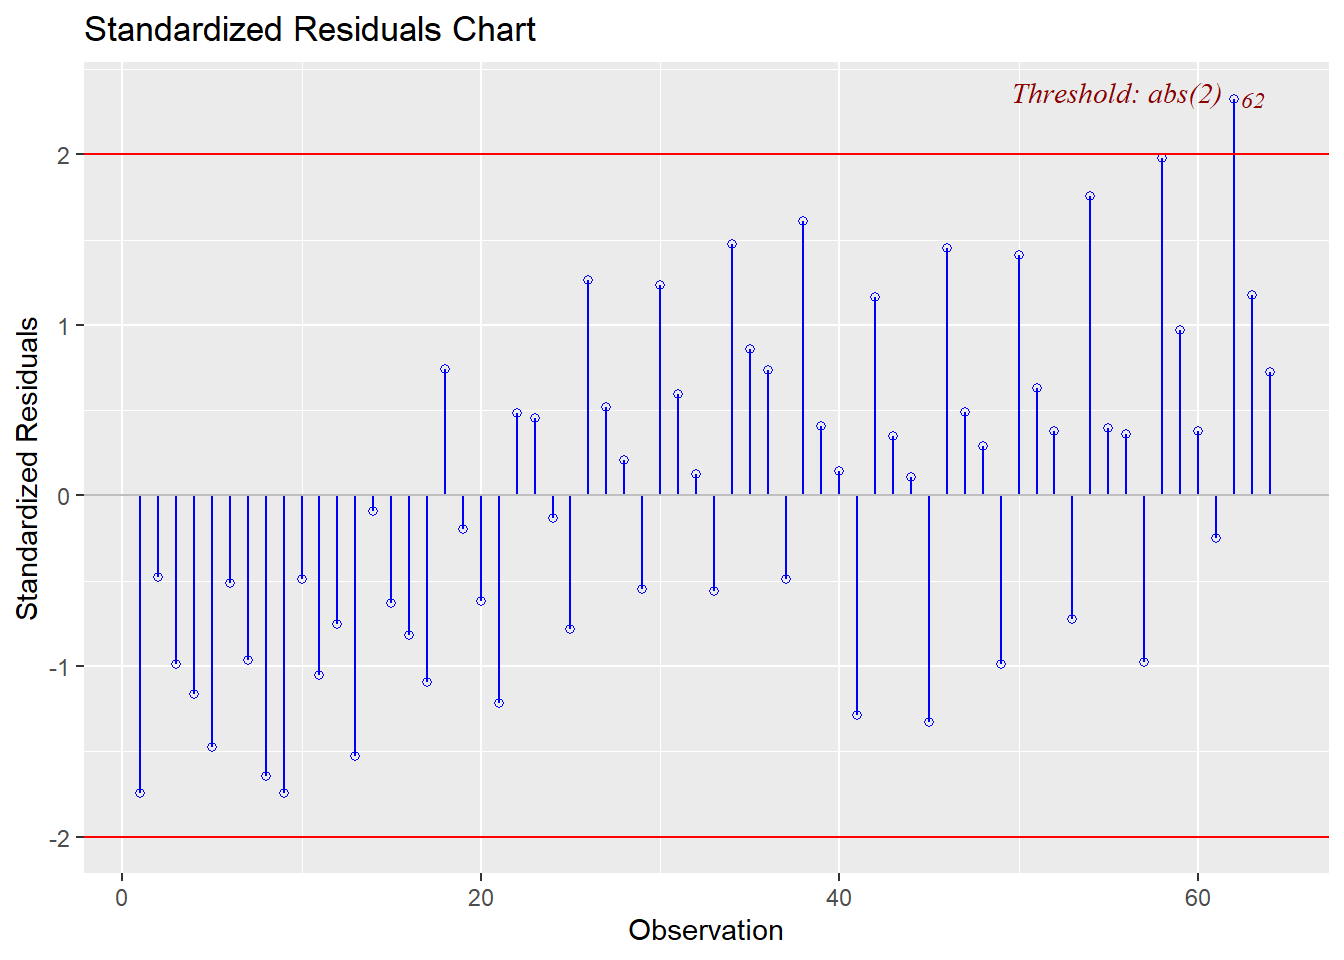 Standardized Residuals Chart
Threshold: abs(2)
62
2
1
0
-1
-2
Standardized Residuals
0
20
40
60
Observation